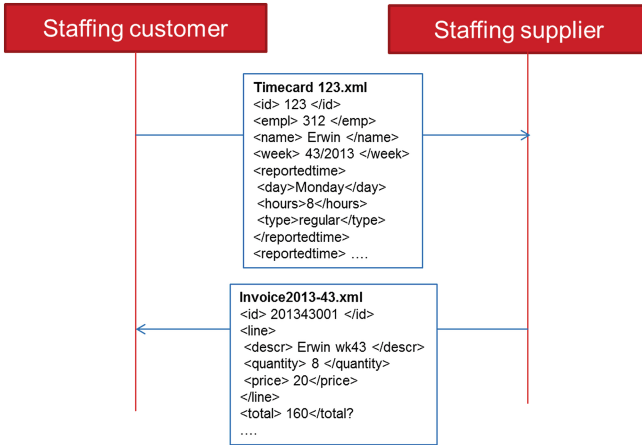 Staffing customer
Staffing supplier
Timecard 123.xml
<id> 123 </id>
<empl> 312 </emp>
<name> Erwin </name>
<week> 43/2013 </week>
<reportedtime>
<day>Monday</day>
<hours>8</hours>
<type>regular</type>
</reportedtime>
<reportedtime> ....
Invoice2013-43.xml
<id> 201343001 </id>
<line>
<descr> Erwin wk43 </descr>
<quantity> 8 </quantity>
<price> 20</price>
</line>
<total> 160</total?
....